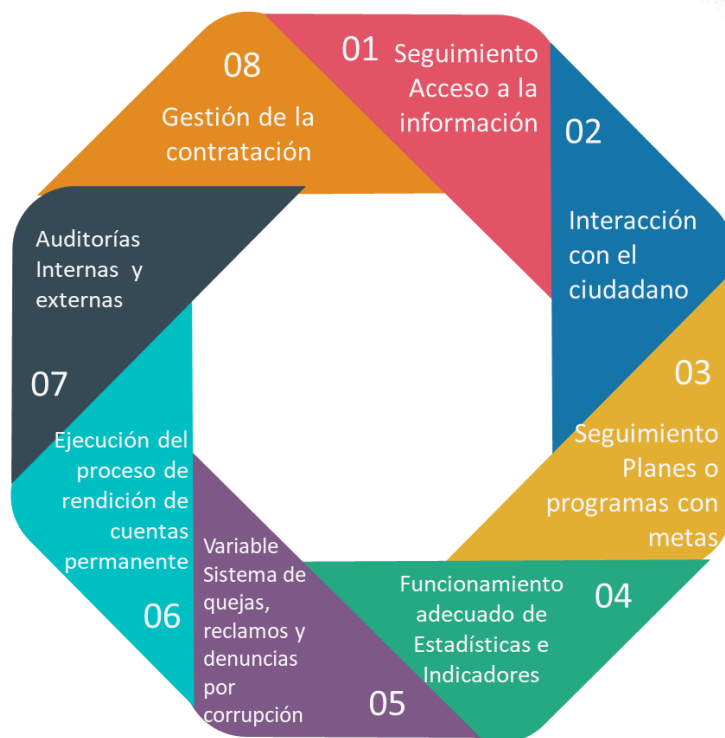 01
Seguimiento
Acceso a la
información
02
Interacción
con el
ciudadano
03
Seguimiento
Planes o
programas con
metas
04
Funcionamiento
adecuado de
Estadísticas e
Indicadores
05
Variable
Sistema de
quejas,
reclamos y
denuncias
por
corrupción
06
Ejecución del
proceso de
rendición de
cuentas
permanente
07
Auditorías
Internas y
externas
08
Gestión de la
contratación